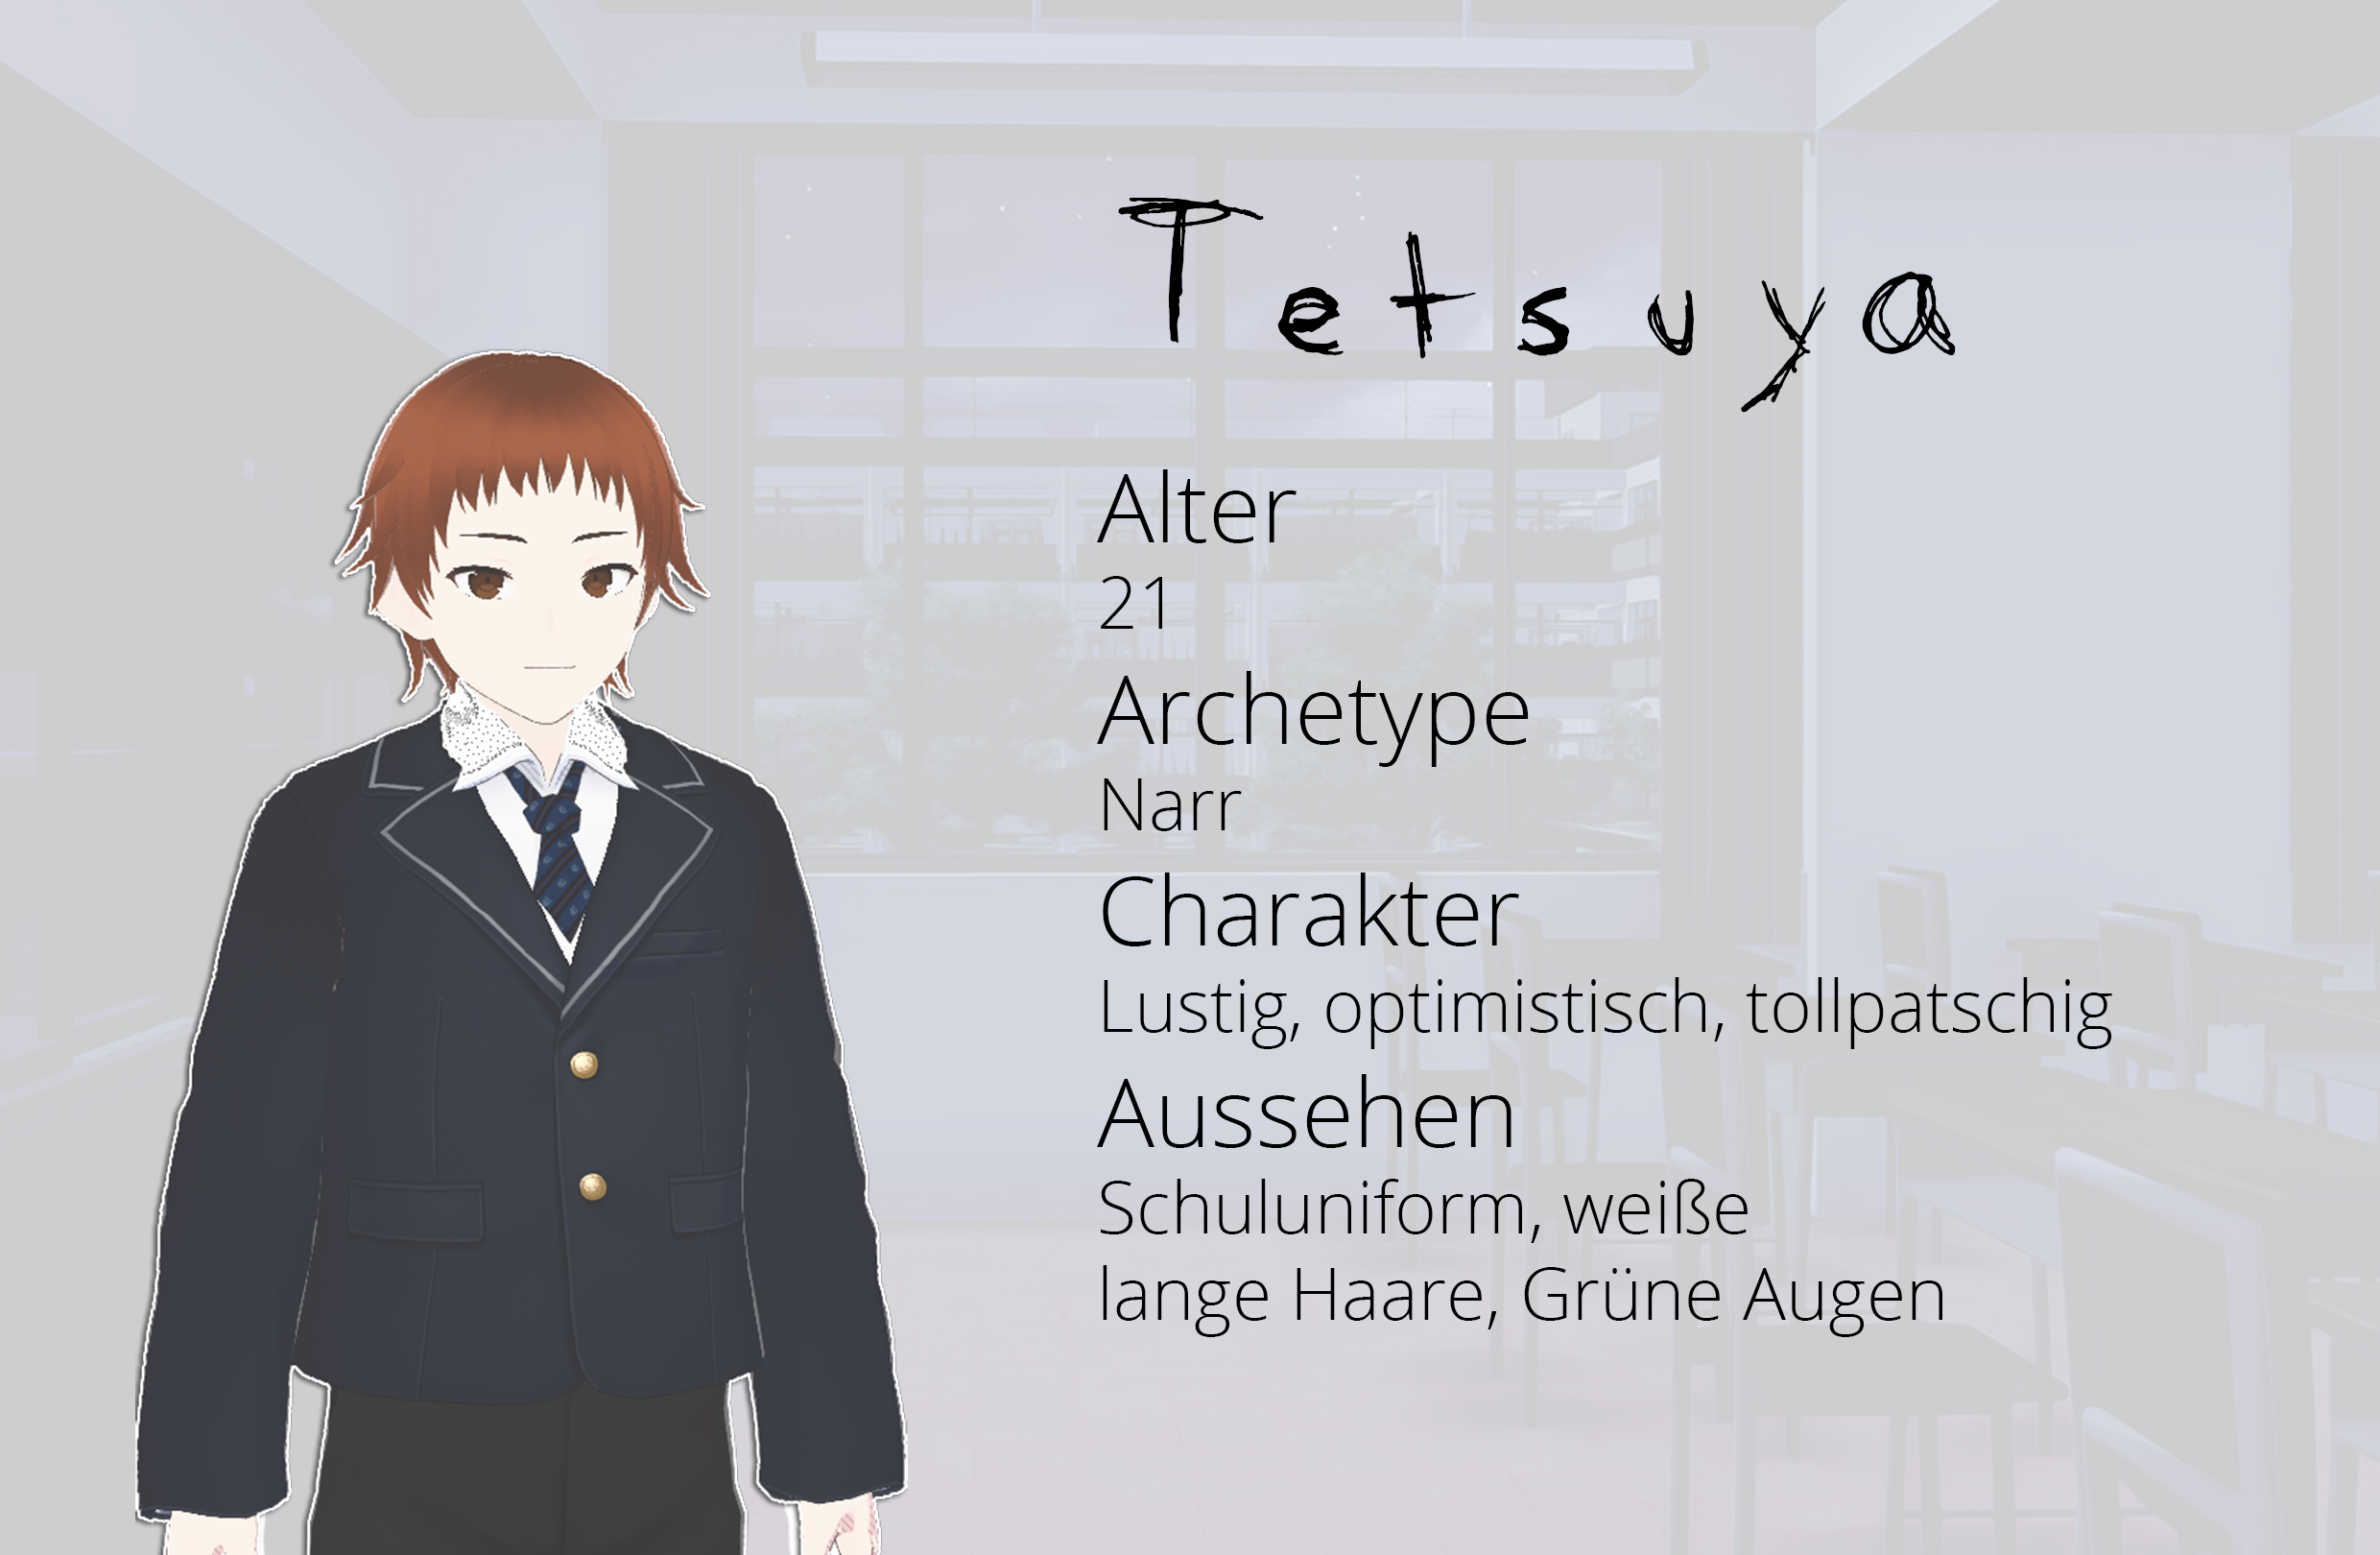 Tetsuya
Alter
21
Archetype
Narr
Charakter
Lustig, optimistisch, tollpatschig
Aussehen
Schuluniform, weiße
lange Haare, Grüne Augen